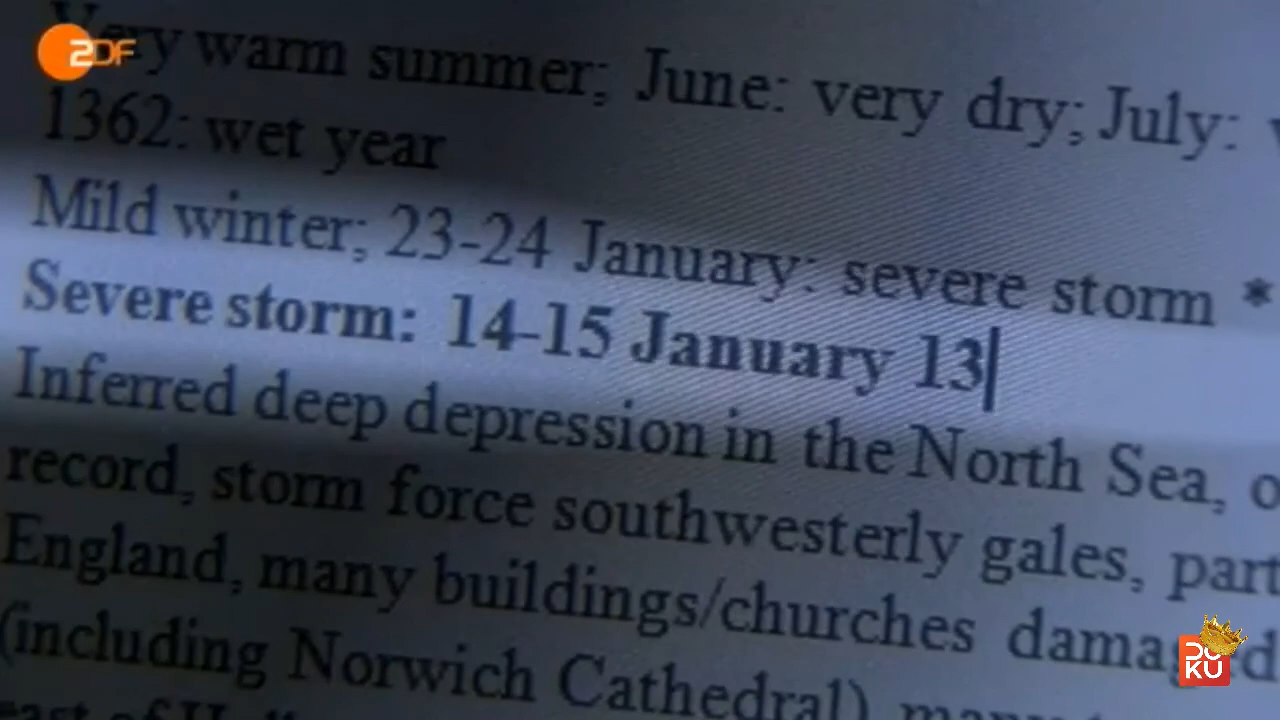 ZDF
Very warm summer; June: very dry; July:
1362: wet year
Mild winter; 23-24 January: severe storm *
Severe storm: 14-15 January 13
Inferred deep depression in the North Sea,
record, storm force southwesterly gales, part
England, many buildings/churches damaged
(including Norwich Cathedral)
east of
DOKU